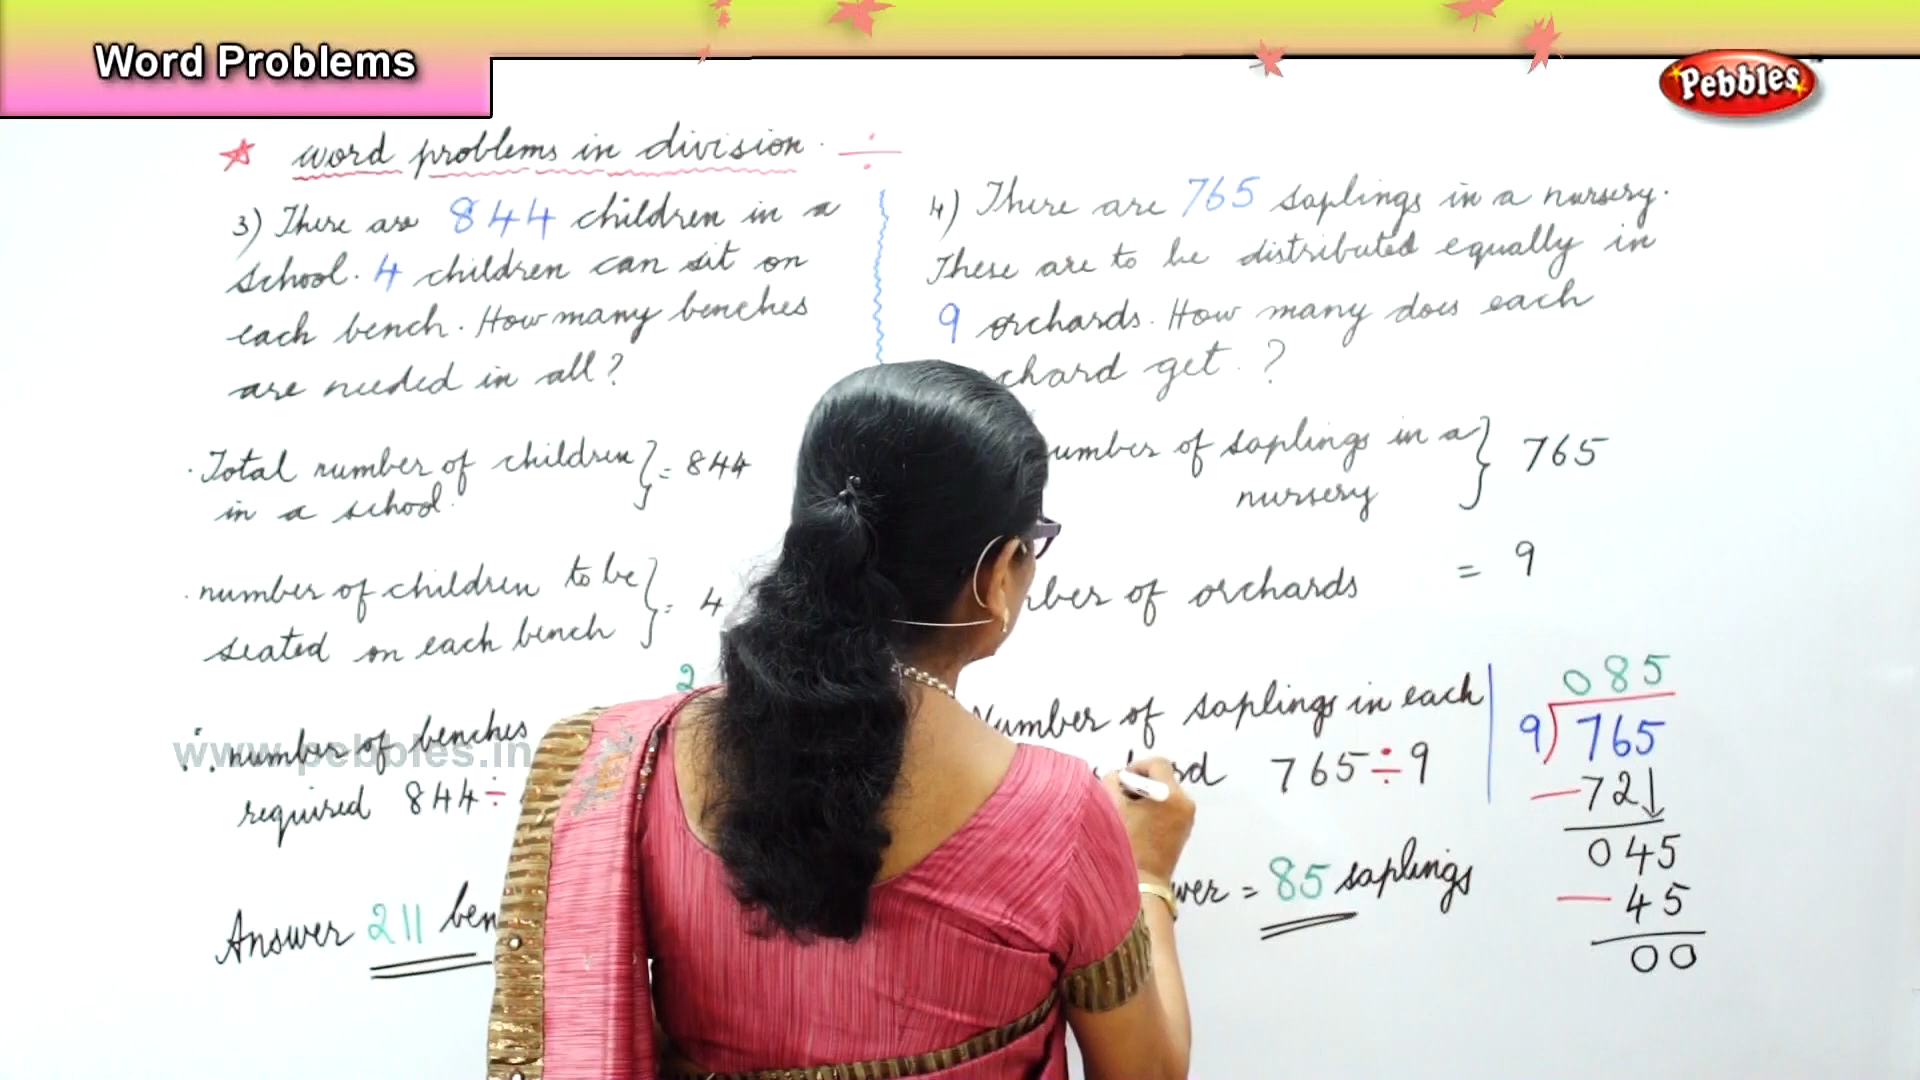 Word Problems
Pebbles
word problems in division. ÷
3) There are 844 children in a
school. 4 children can sit on
each bench. How many benches
are needed in all?
. Total number of children } = 844
in a school.
. number of children to be } = 4
seated on each bench
2
∴ number of benches
required 844 ÷
Answer 211
www.pebbles.in
4) There are 765 saplings in a nursery.
These are to be distributed equally in
9 orchards. How many does each
get. ?
of saplings in a } 765
nursery
of orchards = 9
Number of saplings in each
765 ÷ 9
= 85 saplings
085
9) 765
- 72↓
045
- 45
00